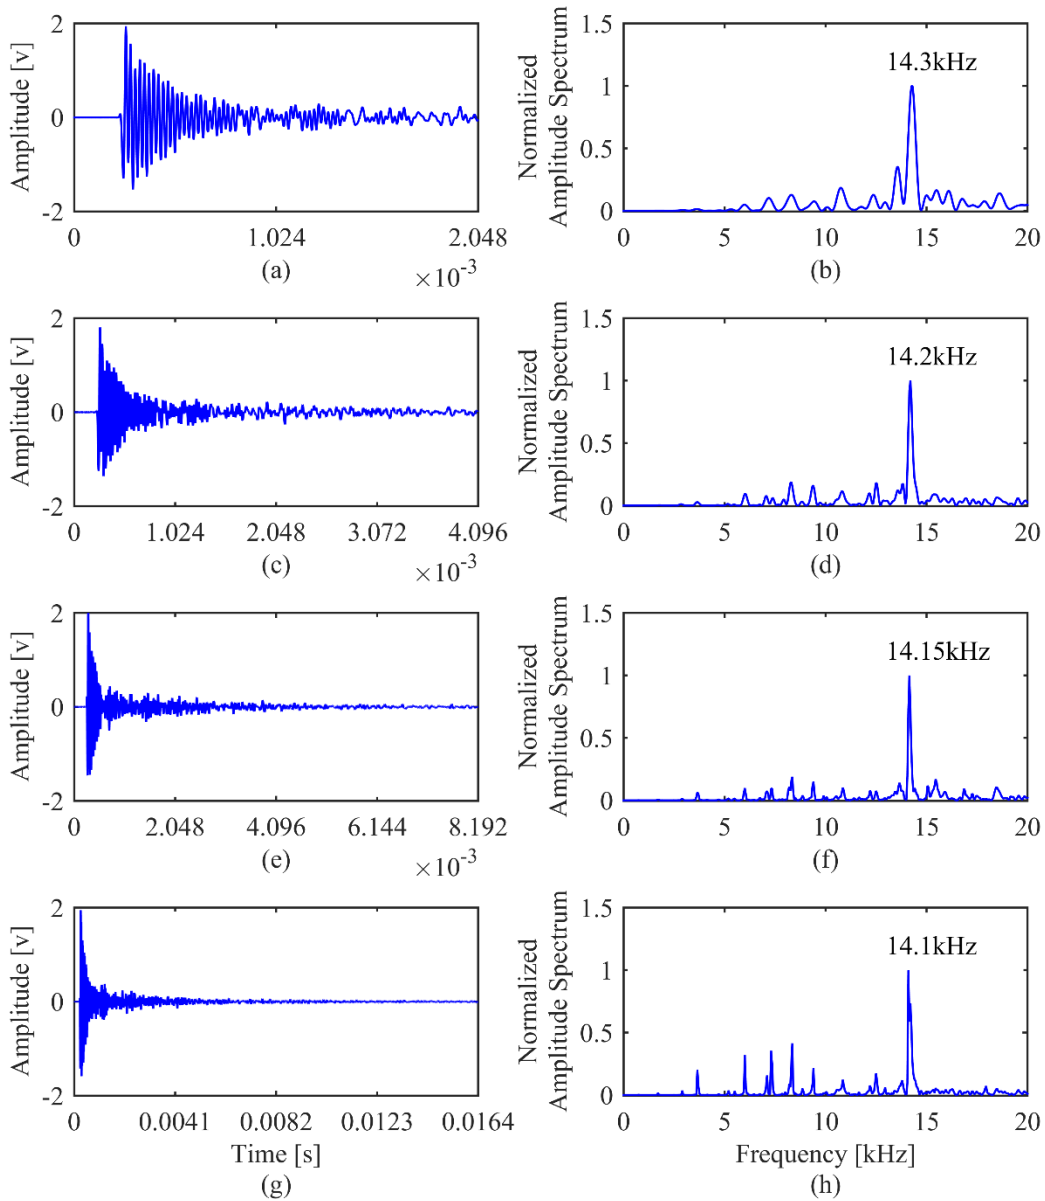 Amplitude [v]
2
0
-2
0
1.024
2.048
×10-3
(a)
Normalized
Amplitude Spectrum
1.5
1
0.5
0
14.3kHz
0
5
10
15
20
(b)
Amplitude [v]
2
0
-2
0
1.024
2.048
3.072
4.096
×10-3
(c)
Normalized
Amplitude Spectrum
1.5
1
0.5
0
14.2kHz
0
5
10
15
20
(d)
Amplitude [v]
2
0
-2
0
2.048
4.096
6.144
8.192
×10-3
(e)
Normalized
Amplitude Spectrum
1.5
1
0.5
0
14.15kHz
0
5
10
15
20
(f)
Amplitude [v]
2
0
-2
0
0.0041
0.0082
0.0123
0.0164
Time [s]
(g)
Normalized
Amplitude Spectrum
1.5
1
0.5
0
14.1kHz
0
5
10
15
20
Frequency [kHz]
(h)